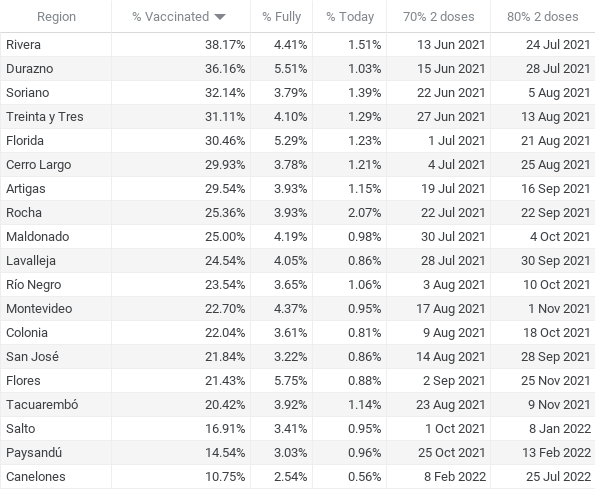 Region % Vaccinated % Fully % Today 70% 2 doses 80% 2 doses
Rivera 38.17% 4.41% 1.51% 13 Jun 2021 24 Jul 2021
Durazno 36.16% 5.51% 1.03% 15 Jun 2021 28 Jul 2021
Soriano 32.14% 3.79% 1.39% 22 Jun 2021 5 Aug 2021
Treinta y Tres 31.11% 4.10% 1.29% 27 Jun 2021 13 Aug 2021
Florida 30.46% 5.29% 1.23% 1 Jul 2021 21 Aug 2021
Cerro Largo 29.93% 3.78% 1.21% 4 Jul 2021 25 Aug 2021
Artigas 29.54% 3.93% 1.15% 19 Jul 2021 16 Sep 2021
Rocha 25.36% 3.93% 2.07% 22 Jul 2021 22 Sep 2021
Maldonado 25.00% 4.19% 0.98% 30 Jul 2021 4 Oct 2021
Lavalleja 24.54% 4.05% 0.86% 28 Jul 2021 30 Sep 2021
Río Negro 23.54% 3.65% 1.06% 3 Aug 2021 10 Oct 2021
Montevideo 22.70% 4.37% 0.95% 17 Aug 2021 1 Nov 2021
Colonia 22.04% 3.61% 0.81% 9 Aug 2021 18 Oct 2021
San José 21.84% 3.22% 0.86% 14 Aug 2021 28 Sep 2021
Flores 21.43% 5.75% 0.88% 2 Sep 2021 25 Nov 2021
Tacuarembó 20.42% 3.92% 1.14% 23 Aug 2021 9 Nov 2021
Salto 16.91% 3.41% 0.95% 1 Oct 2021 8 Jan 2022
Paysandú 14.54% 3.03% 0.96% 25 Oct 2021 13 Feb 2022
Canelones 10.75% 2.54% 0.56% 8 Feb 2022 25 Jul 2022